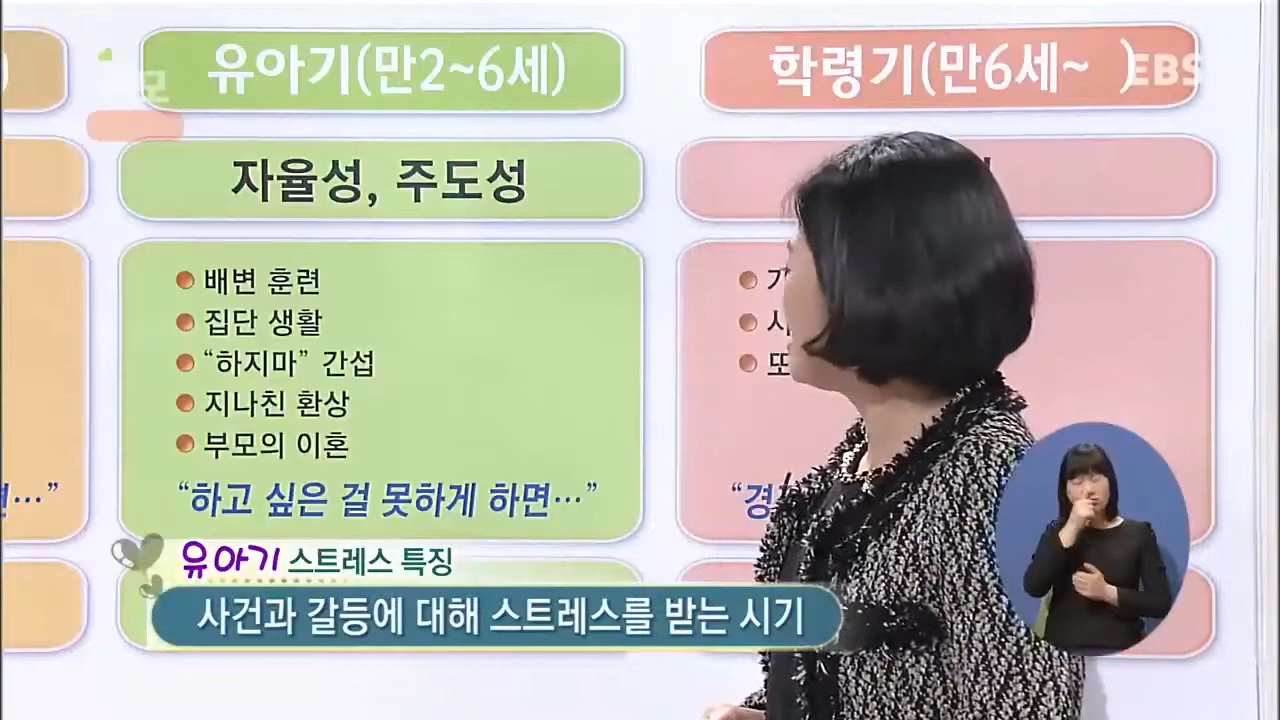 유아기(만2~6세)
학령기(만6세~ )
EBS
자율성, 주도성
배변 훈련
집단 생활
“하지마” 간섭
지나친 환상
부모의 이혼
“하고 싶은 걸 못하게 하면…”
유아기 스트레스 특징
사건과 갈등에 대해 스트레스를 받는 시기